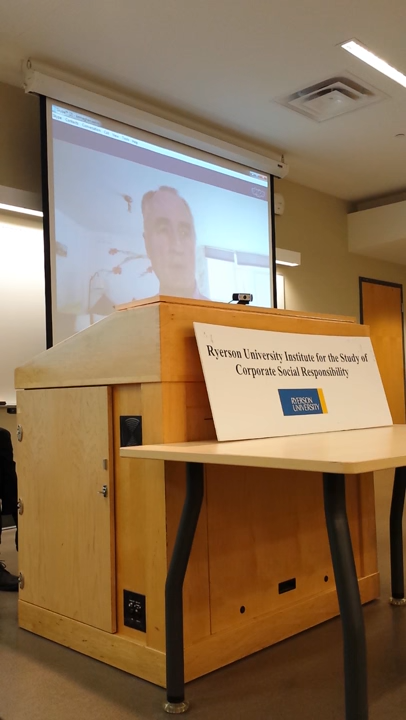 Ryerson University Institute for the Study of
Corporate Social Responsibility
RYERSON
UNIVERSITY